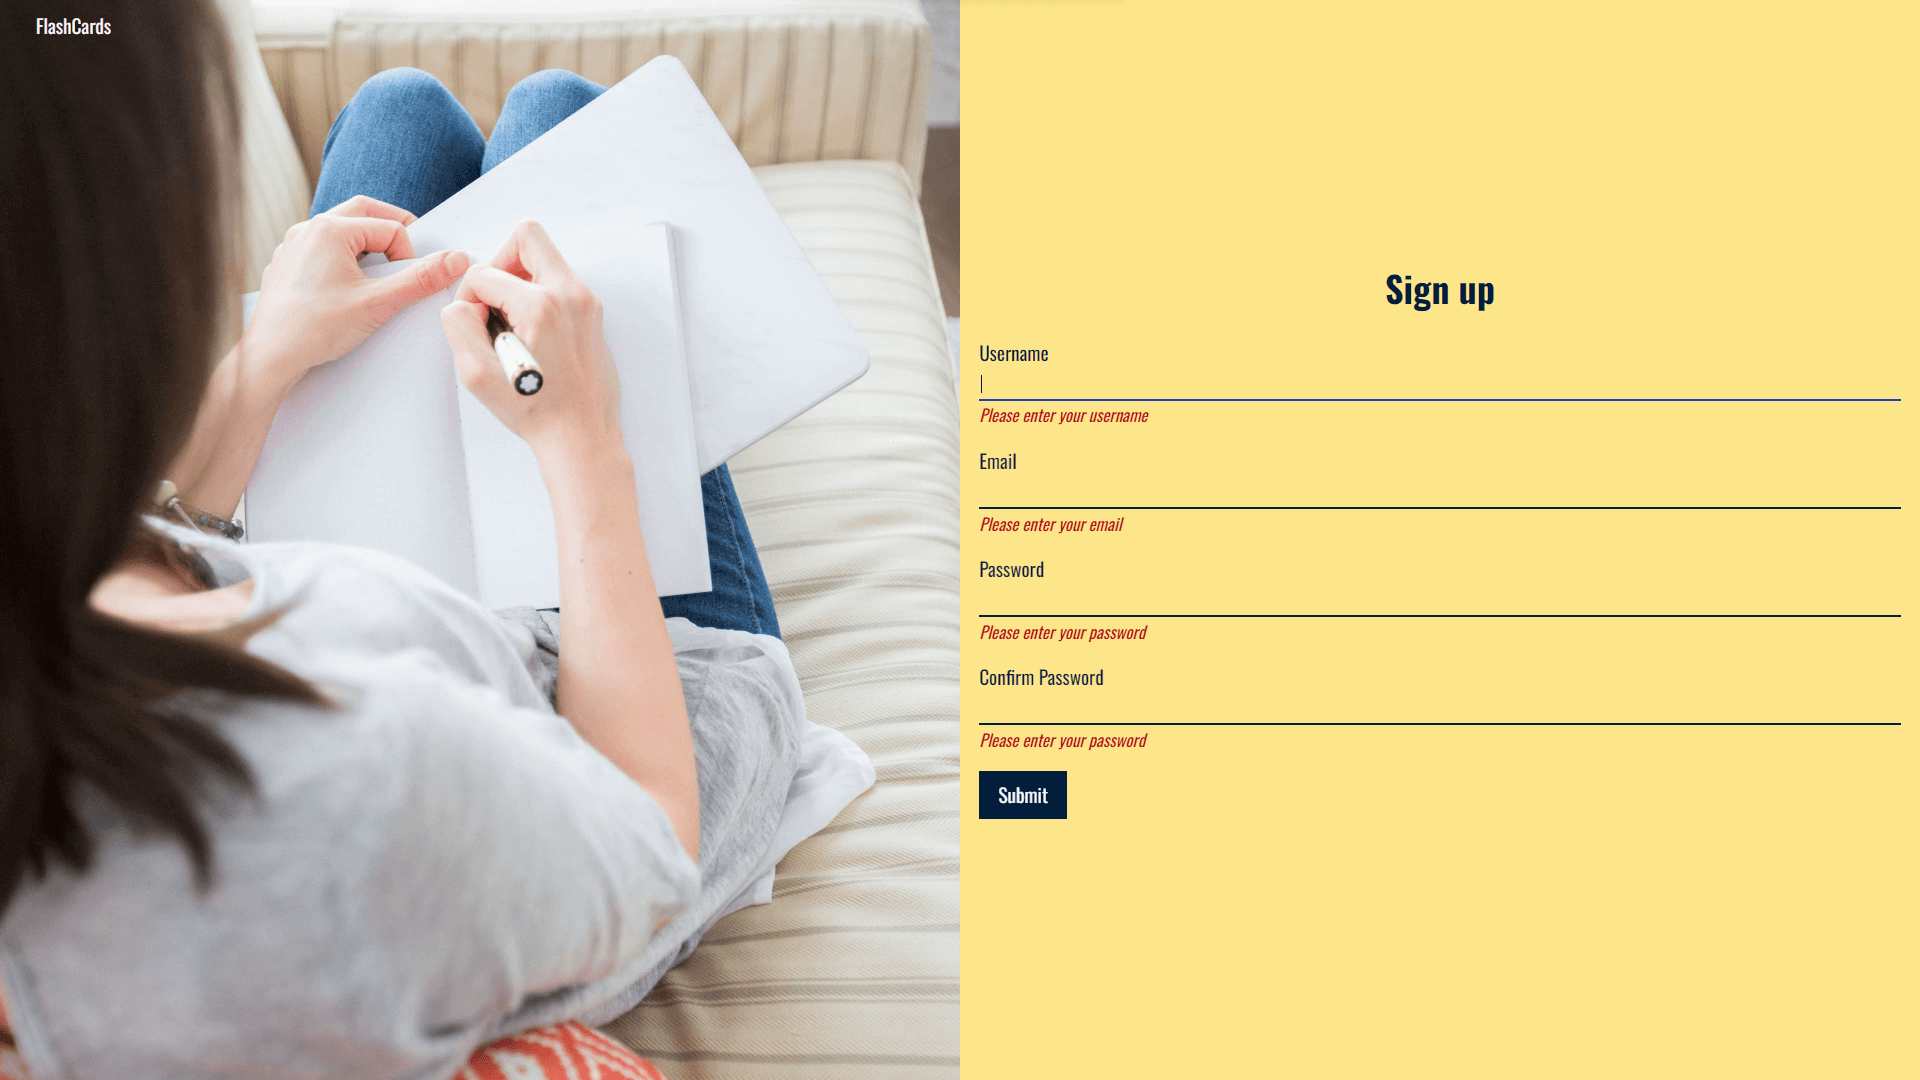 FlashCards
Sign up
Username
Please enter your username
Email
Please enter your email
Password
Please enter your password
Confirm Password
Please enter your password
Submit